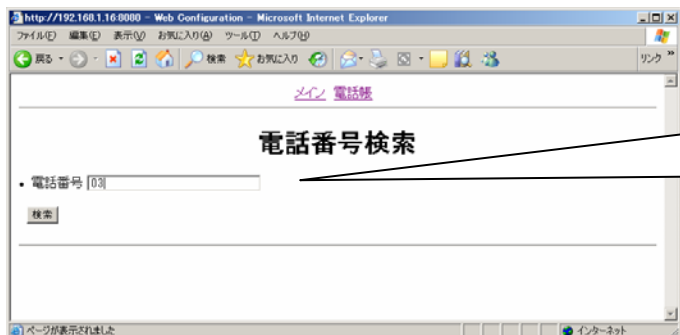 http://192.168.1.16:8080 - Web Configuration - Microsoft Internet Explorer
ファイル(F) 編集(E) 表示(V) お気に入り(A) ツール(T) ヘルプ(H)
戻る 検索 お気に入り リンク »
メイン 電話帳
電話番号検索
• 電話番号 03
検索
ページが表示されました インターネット